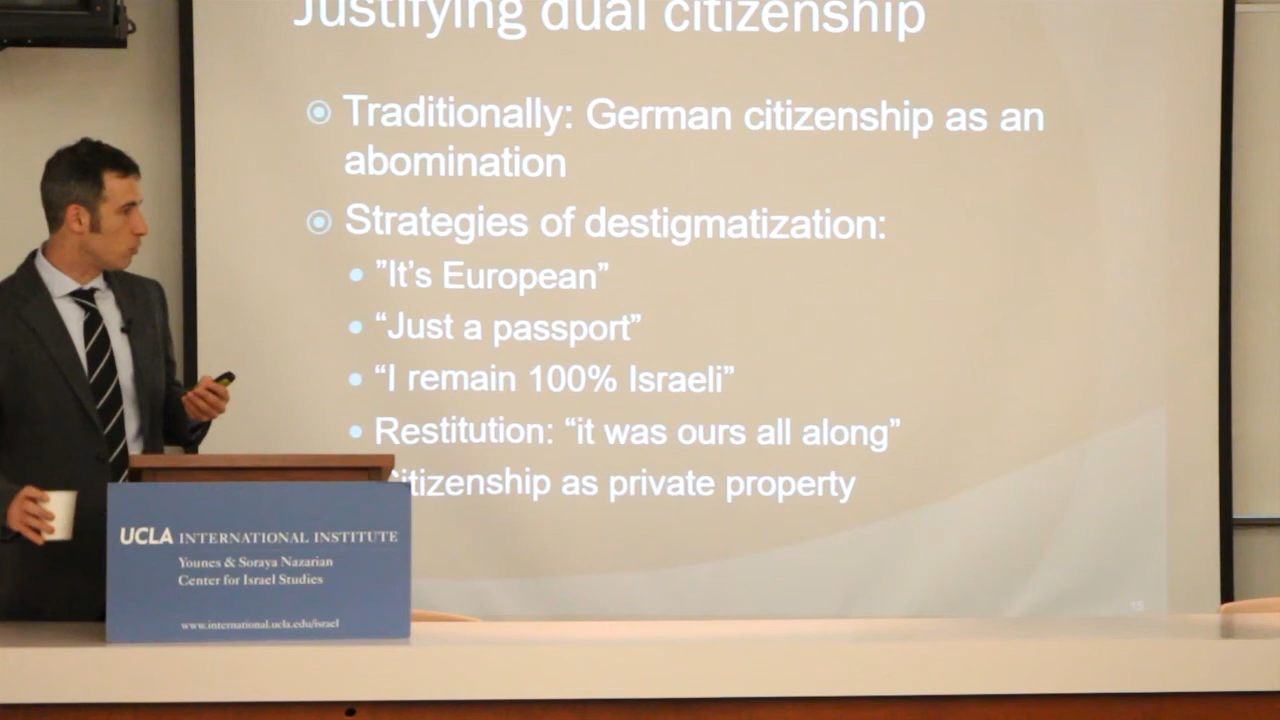 Justifying dual citizenship
Traditionally: German citizenship as an
abomination
Strategies of destigmatization:
”It’s European”
“Just a passport”
“I remain 100% Israeli”
Restitution: “it was ours all along”
Citizenship as private property
15
UCLA INTERNATIONAL INSTITUTE
Younes & Soraya Nazarian
Center for Israel Studies
www.international.ucla.edu/israel